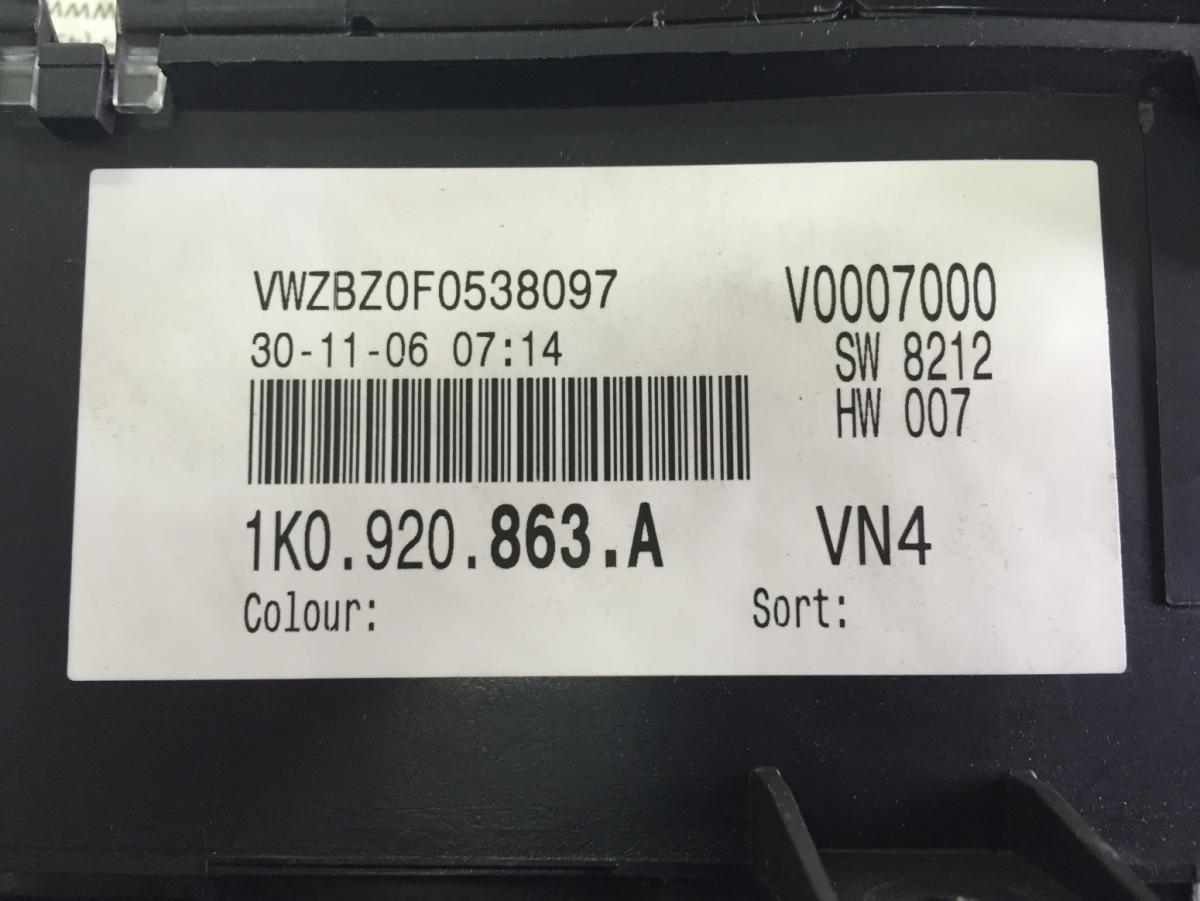 VWZBZ0F0538097
V0007000
30-11-06 07:14
SW 8212
HW 007
1K0.920.863.A
VN4
Colour:
Sort: